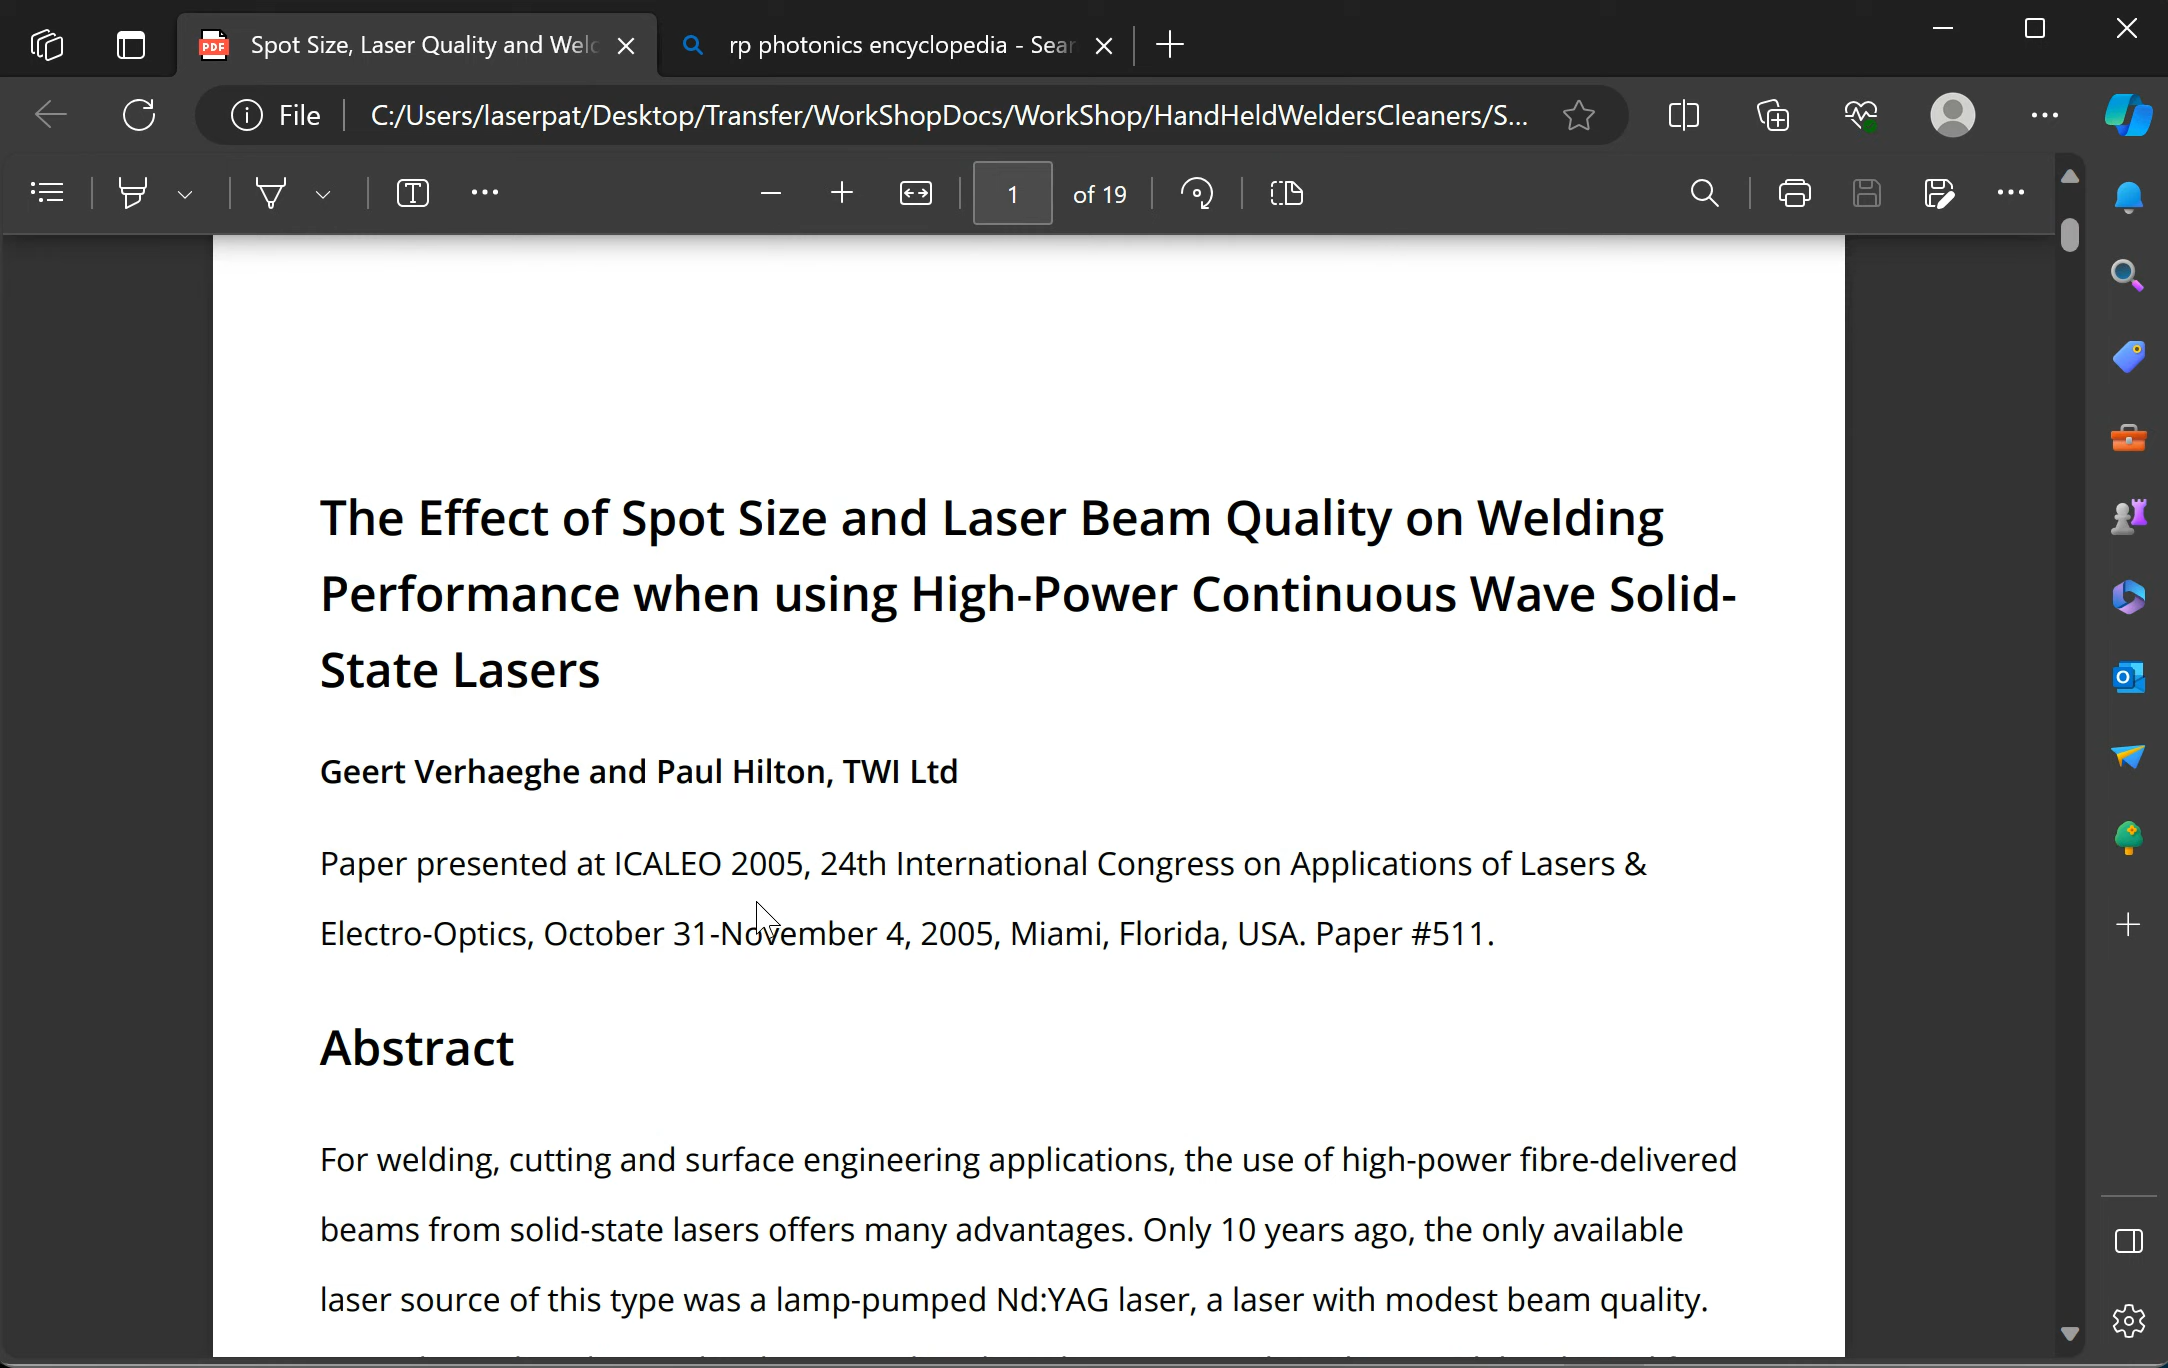 Spot Size, Laser Quality and Weld
rp photonics encyclopedia - Sear
File
C:/Users/laserpat/Desktop/Transfer/WorkShopDocs/WorkShop/HandHeldWeldersCleaners/S...
1 of 19
The Effect of Spot Size and Laser Beam Quality on Welding
Performance when using High-Power Continuous Wave Solid-
State Lasers
Geert Verhaeghe and Paul Hilton, TWI Ltd
Paper presented at ICALEO 2005, 24th International Congress on Applications of Lasers &
Electro-Optics, October 31-November 4, 2005, Miami, Florida, USA. Paper #511.
Abstract
For welding, cutting and surface engineering applications, the use of high-power fibre-delivered
beams from solid-state lasers offers many advantages. Only 10 years ago, the only available
laser source of this type was a lamp-pumped Nd:YAG laser, a laser with modest beam quality.